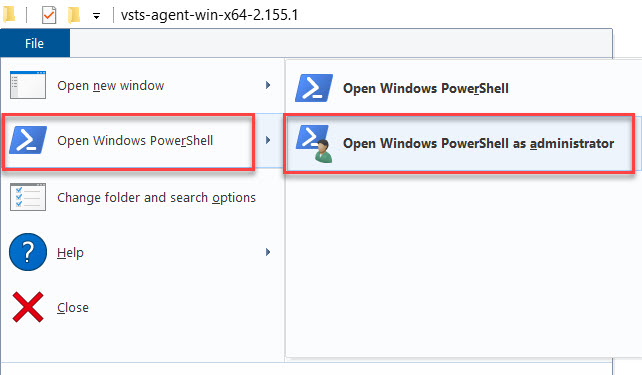 vsts-agent-win-x64-2.155.1
File
Open new window
Open Windows PowerShell
Change folder and search options
Help
Close
Open Windows PowerShell
Open Windows PowerShell as administrator